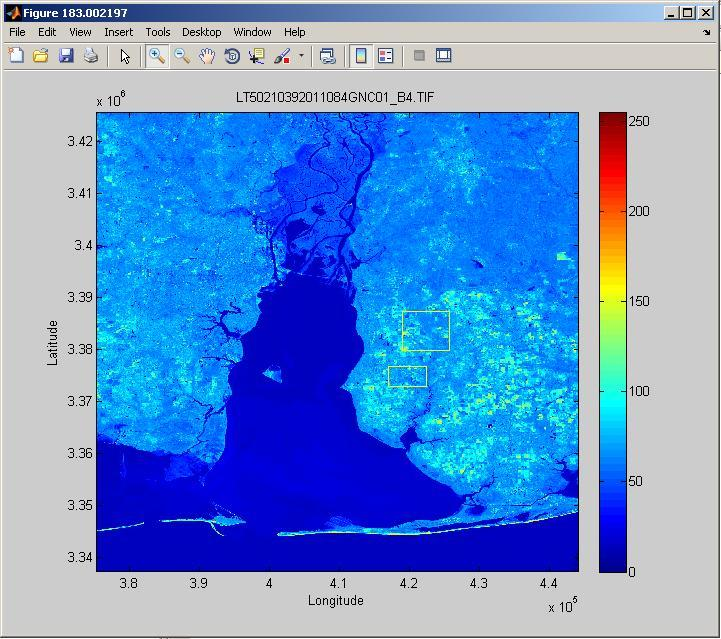 Figure 183.002197
File Edit View Insert Tools Desktop Window Help
x 10^6
LT50210392011084GNC01_B4.TIF
3.42
3.41
3.4
3.39
3.38
3.37
3.36
3.35
3.34
Latitude
3.8 3.9 4 4.1 4.2 4.3 4.4
Longitude
x 10^5
250
200
150
100
50
0